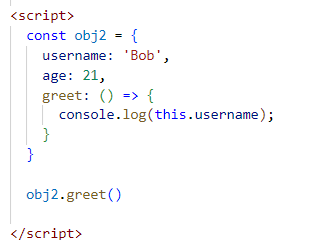 <script>
  const obj2 = {
    username: 'Bob',
    age: 21,
    greet: () => {
      console.log(this.username);
    }
  }

  obj2.greet()

</script>